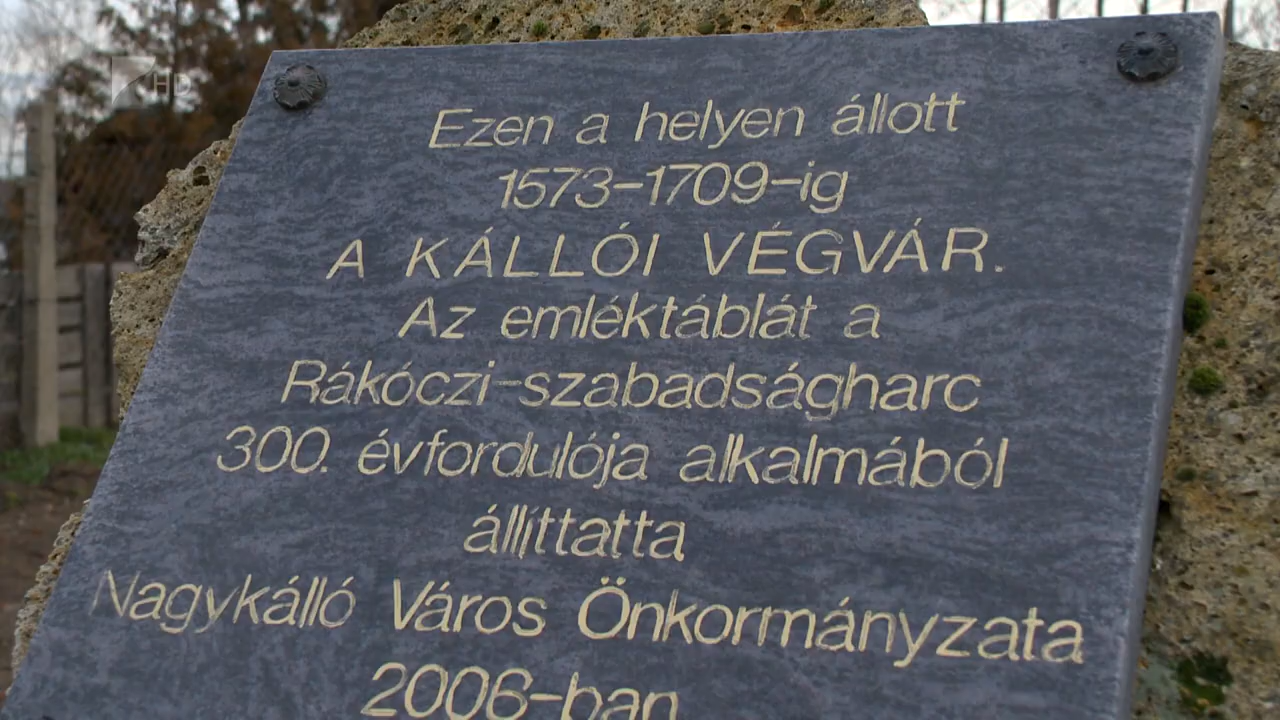 HD
Ezen a helyen állott
1573-1709-ig
A KÁLLÓI VÉGVÁR.
Az emléktáblát a
Rákóczi-szabadságharc
300. évfordulója alkalmából
állíttatta
Nagykálló Város Önkormányzata
2006-ban